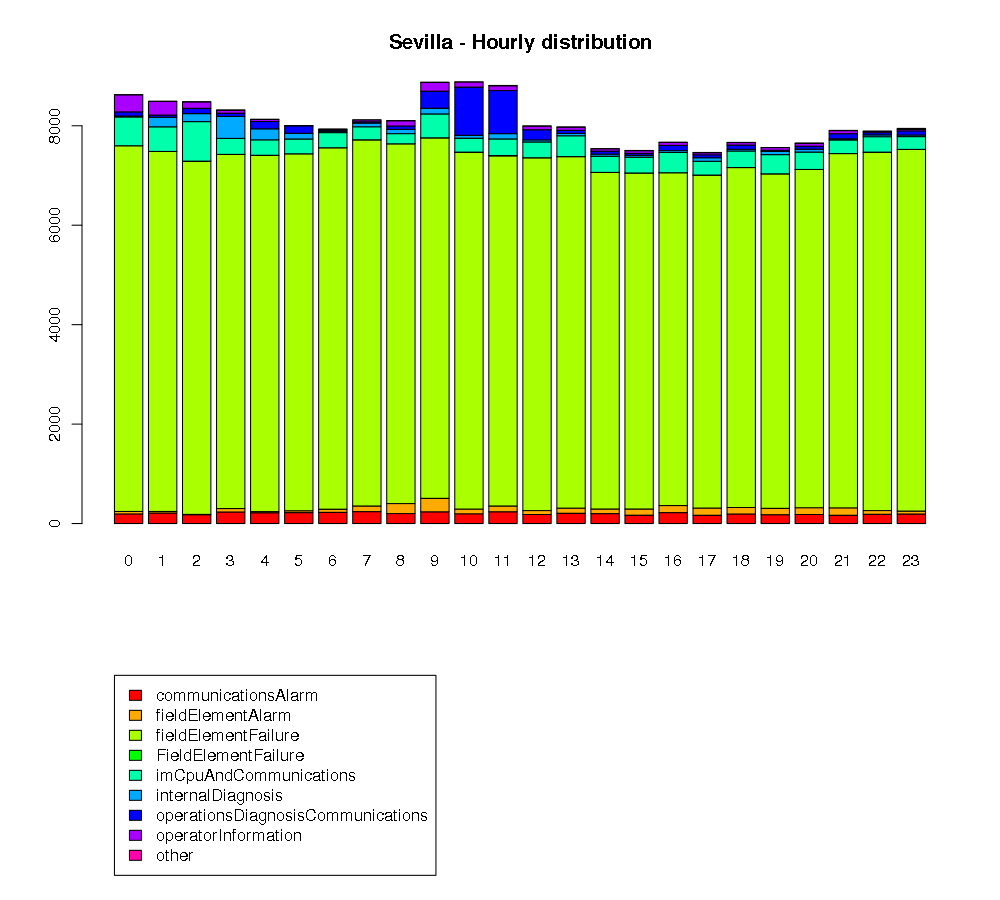 Sevilla - Hourly distribution
8000
6000
4000
2000
0
0 1 2 3 4 5 6 7 8 9 10 11 12 13 14 15 16 17 18 19 20 21 22 23
communicationsAlarm
fieldElementAlarm
fieldElementFailure
FieldElementFailure
imCpuAndCommunications
internalDiagnosis
operationsDiagnosisCommunications
operatorInformation
other